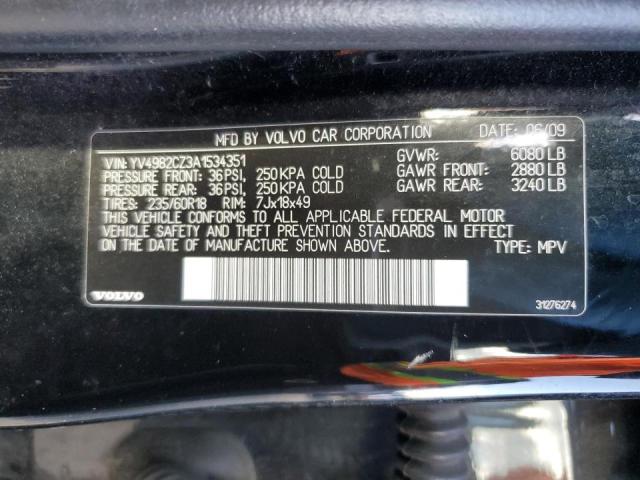 MFD BY VOLVO CAR CORPORATION DATE: 06/09
VIN: YV4982CZ3A1534351 GVWR: 6080 LB
PRESSURE FRONT: 36 PSI, 250 KPA COLD GAWR FRONT: 2880 LB
PRESSURE REAR: 36 PSI, 250 KPA COLD GAWR REAR: 3240 LB
TIRES: 235/60R18 RIM: 7Jx18x49
THIS VEHICLE CONFORMS TO ALL APPLICABLE FEDERAL MOTOR
VEHICLE SAFETY AND THEFT PREVENTION STANDARDS IN EFFECT
ON THE DATE OF MANUFACTURE SHOWN ABOVE. TYPE: MPV
VOLVO 31276274